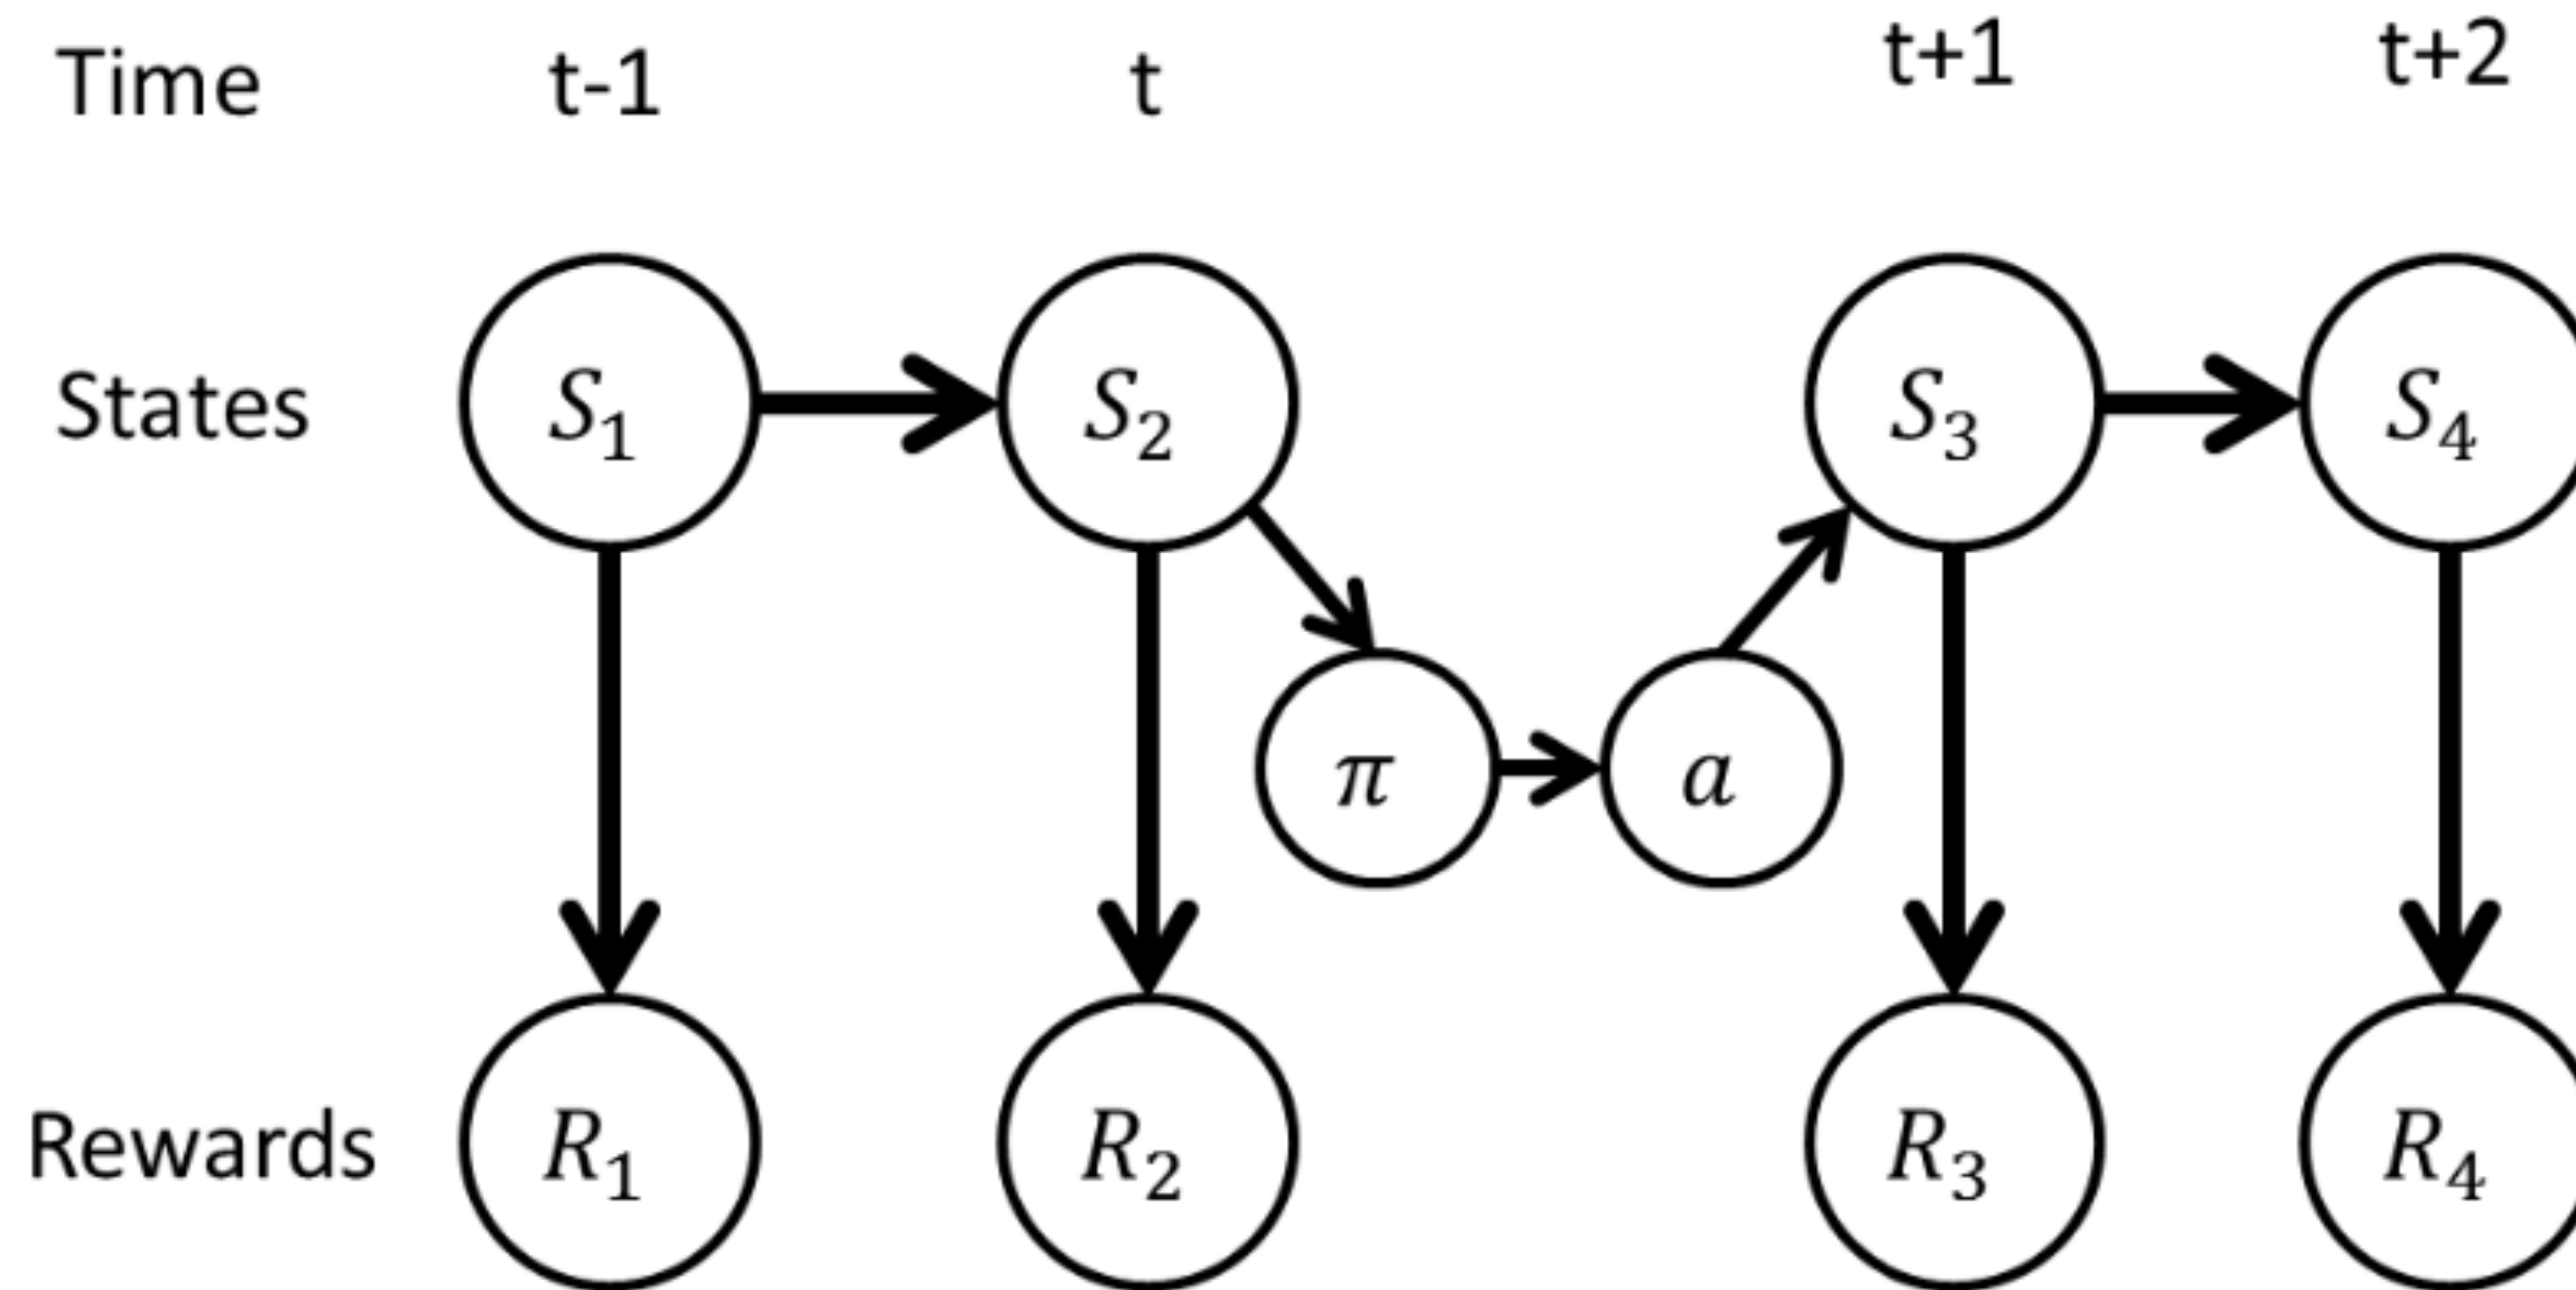 Time t-1 t t+1 t+2
States S₁ S₂ S₃ S₄
π a
Rewards R₁ R₂ R₃ R₄